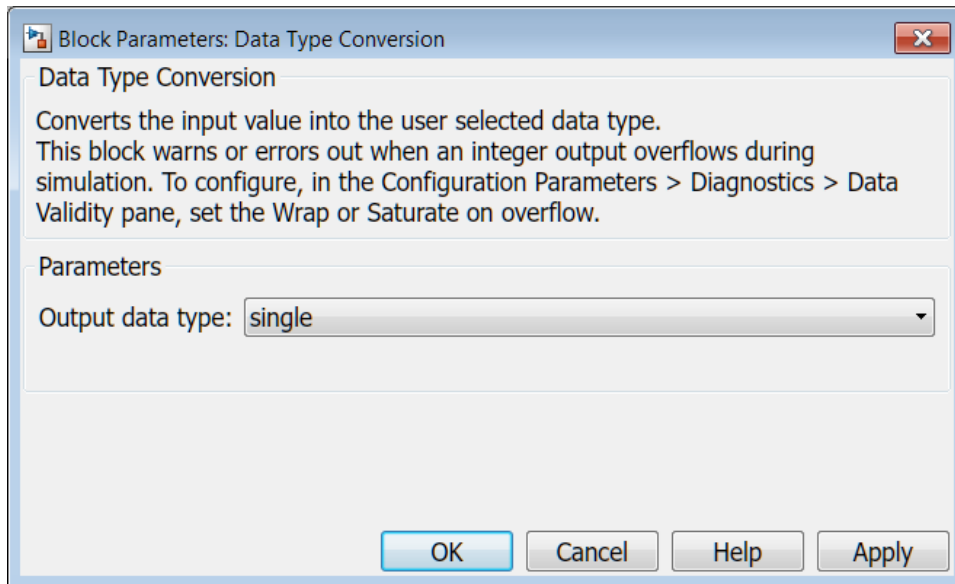 Block Parameters: Data Type Conversion
Data Type Conversion
Converts the input value into the user selected data type.
This block warns or errors out when an integer output overflows during
simulation. To configure, in the Configuration Parameters > Diagnostics > Data
Validity pane, set the Wrap or Saturate on overflow.
Parameters
Output data type: single
OK Cancel Help Apply